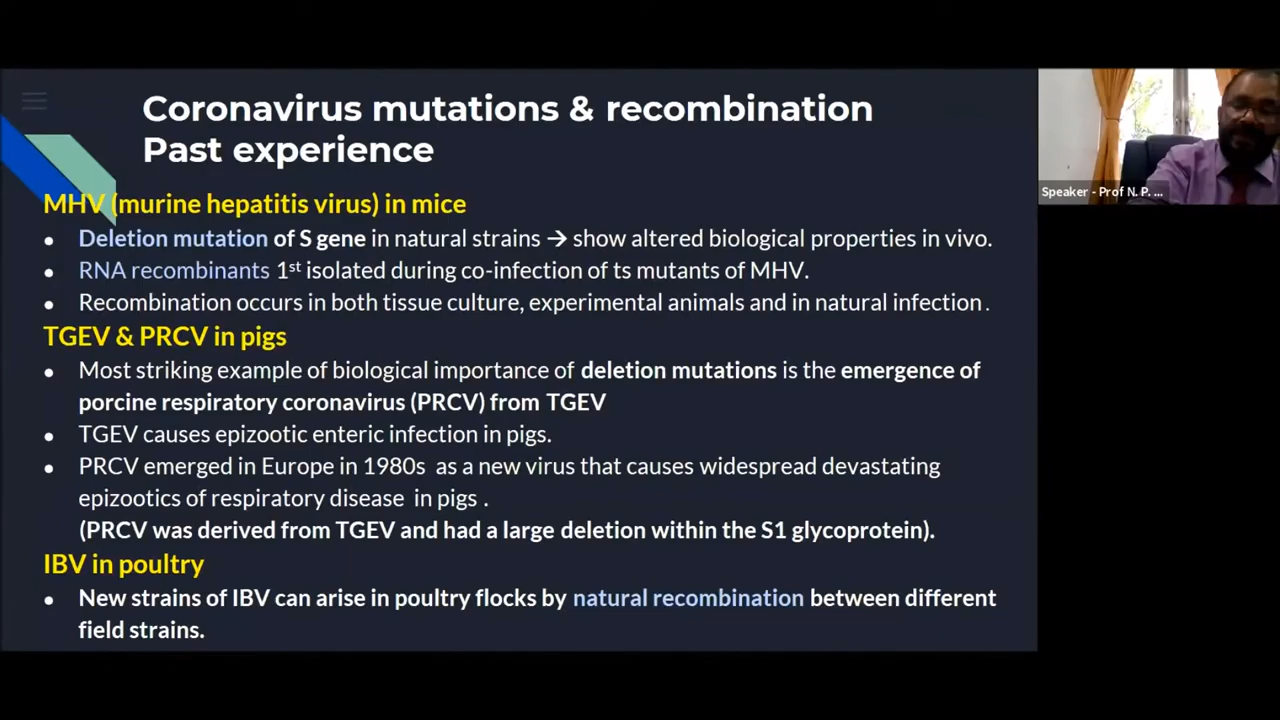 Coronavirus mutations & recombination
Past experience
MHV (murine hepatitis virus) in mice
● Deletion mutation of S gene in natural strains → show altered biological properties in vivo.
● RNA recombinants 1st isolated during co-infection of ts mutants of MHV.
● Recombination occurs in both tissue culture, experimental animals and in natural infection .
TGEV & PRCV in pigs
● Most striking example of biological importance of deletion mutations is the emergence of
porcine respiratory coronavirus (PRCV) from TGEV
● TGEV causes epizootic enteric infection in pigs.
● PRCV emerged in Europe in 1980s as a new virus that causes widespread devastating
epizootics of respiratory disease in pigs .
(PRCV was derived from TGEV and had a large deletion within the S1 glycoprotein).
IBV in poultry
● New strains of IBV can arise in poultry flocks by natural recombination between different
field strains.
Speaker - Prof N. P. ...